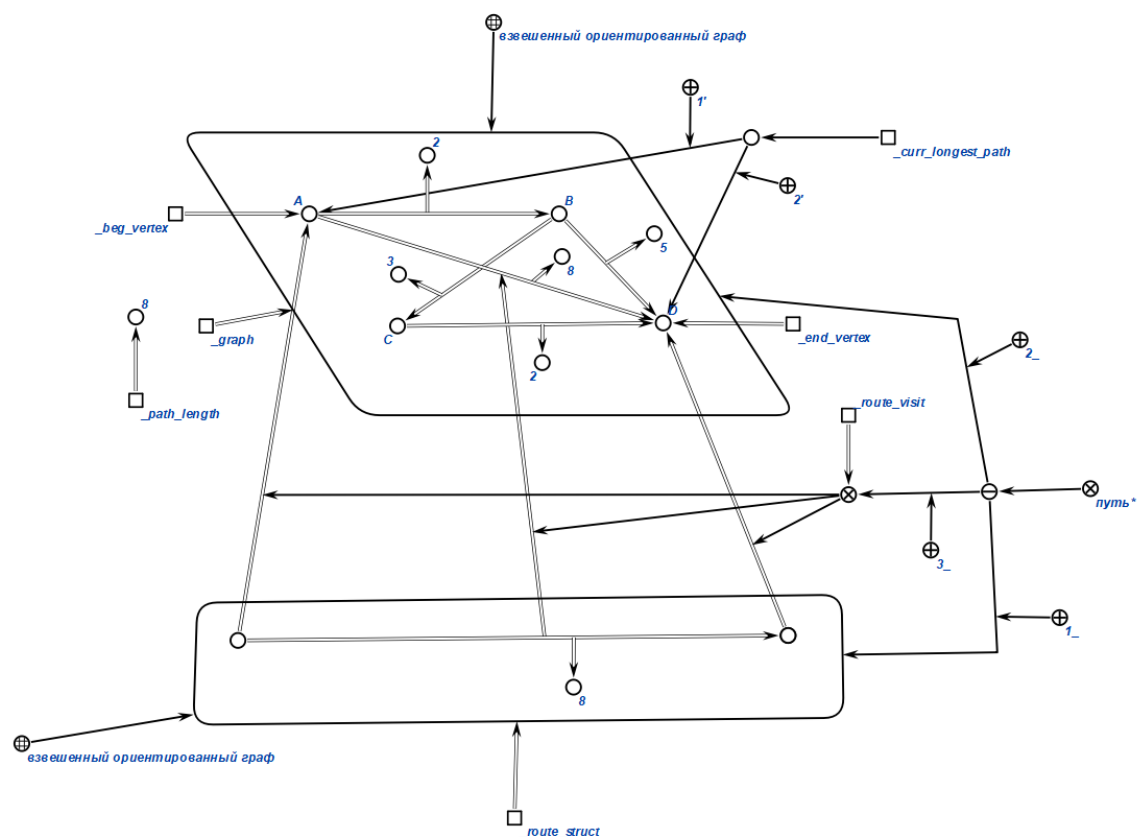 взвешенный ориентированный граф
1'
2
_curr_longest_path
2'
A
B
_beg_vertex
5
8
3
8
D
_graph
C
_end_vertex
2_
2
_path_length
_route_visit
путь*
3_
1_
8
взвешенный ориентированный граф
route_struct